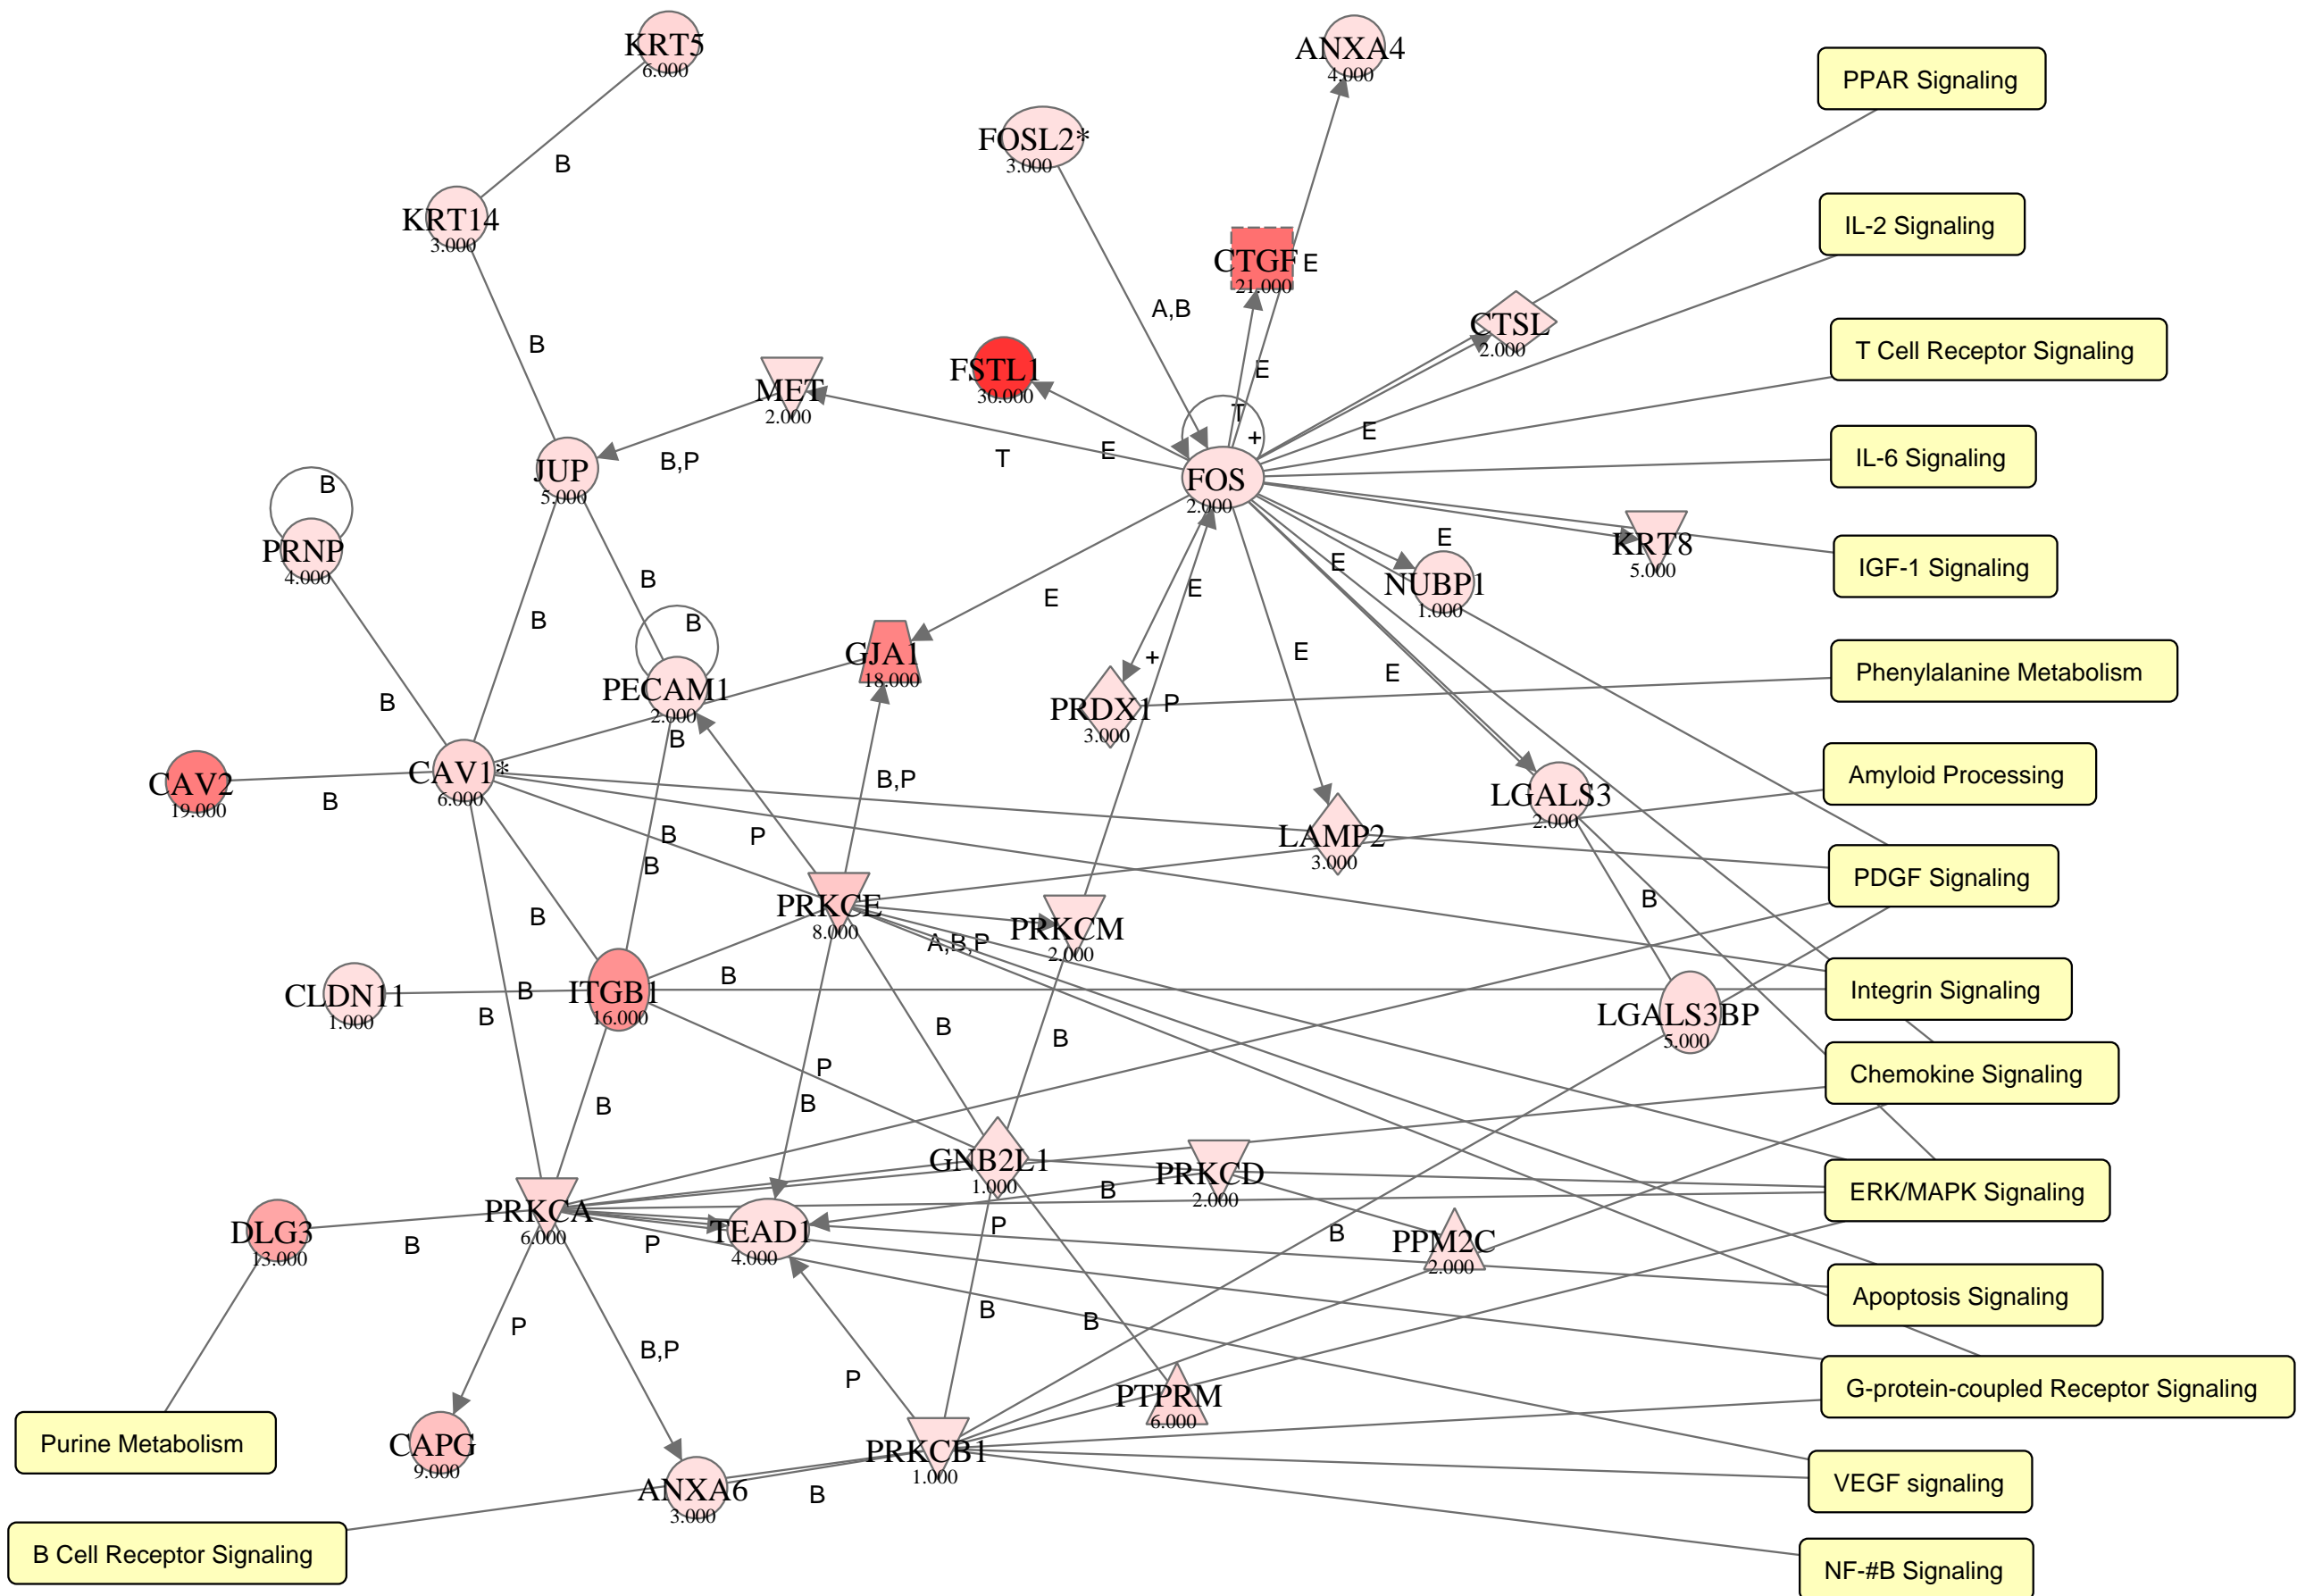 KRT5
6.000
ANXA4
4.000
PPAR Signaling
FOSL2*
3.000
B
KRT14
3.000
IL-2 Signaling
CTGF
21.000
E
A,B
CTSL
2.000
T Cell Receptor Signaling
B
FSTL1
30.000
E
MET
2.000
T
+
E
E
T
B,P
IL-6 Signaling
JUP
5.000
FOS
2.000
B
PRNP
4.000
KRT8
5.000
E
E
IGF-1 Signaling
NUBP1
1.000
B
E
E
B
B
GJA1
18.000
E
+
E
Phenylalanine Metabolism
PECAM1
2.000
B
PRDX1
3.000
P
B
CAV1*
6.000
CAV2
19.000
B
B,P
Amyloid Processing
LGALS3
2.000
B
P
LAMP2
3.000
B
PDGF Signaling
B
PRKCE
8.000
B
PRKCM
2.000
A,B,P
CLDN11
1.000
B
ITGB1
16.000
B
Integrin Signaling
B
LGALS3BP
5.000
B
B
P
Chemokine Signaling
B
B
GNB2L1
1.000
PRKCD
2.000
B
ERK/MAPK Signaling
PRKCA
6.000
DLG3
13.000
B
P
TEAD1
4.000
P
B
PPM2C
2.000
Apoptosis Signaling
P
B
B
B,P
P
PTPRM
6.000
G-protein-coupled Receptor Signaling
Purine Metabolism
CAPG
9.000
PRKCB1
1.000
ANXA6
3.000
B
VEGF signaling
B Cell Receptor Signaling
NF-#B Signaling